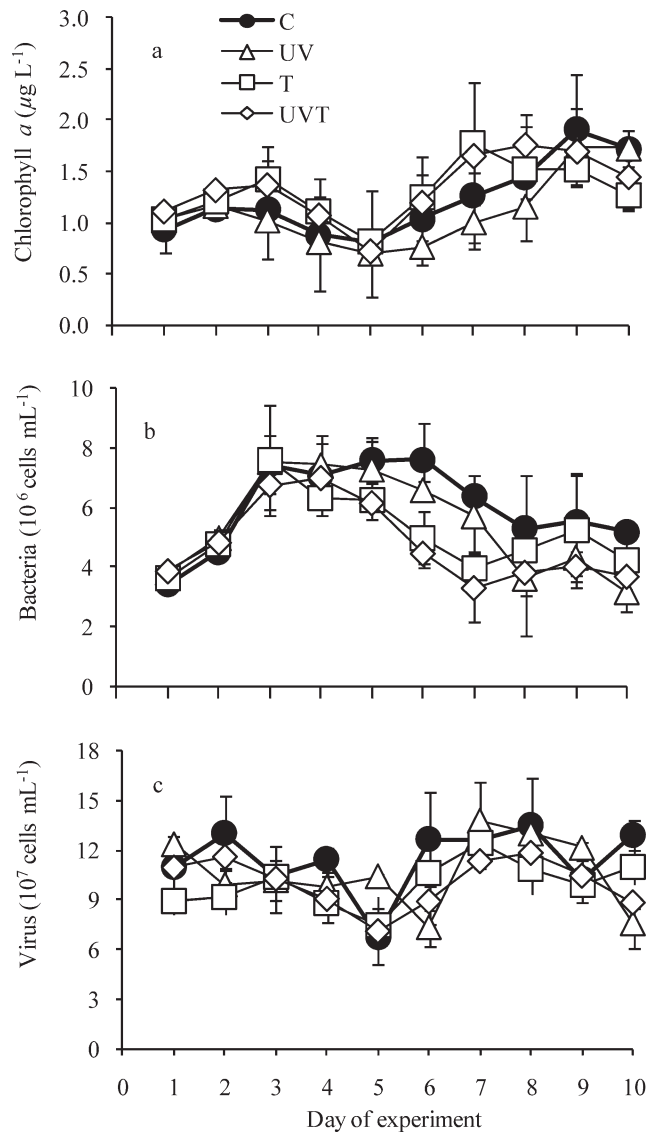 a
C
UV
T
UVT
Chlorophyll a (µg L-1)
3.0
2.5
2.0
1.5
1.0
0.5
0.0
b
Bacteria (10 6 cells mL-1)
10
8
6
4
2
0
c
Virus (107 cells mL-1)
18
15
12
9
6
3
0
0 1 2 3 4 5 6 7 8 9 10
Day of experiment